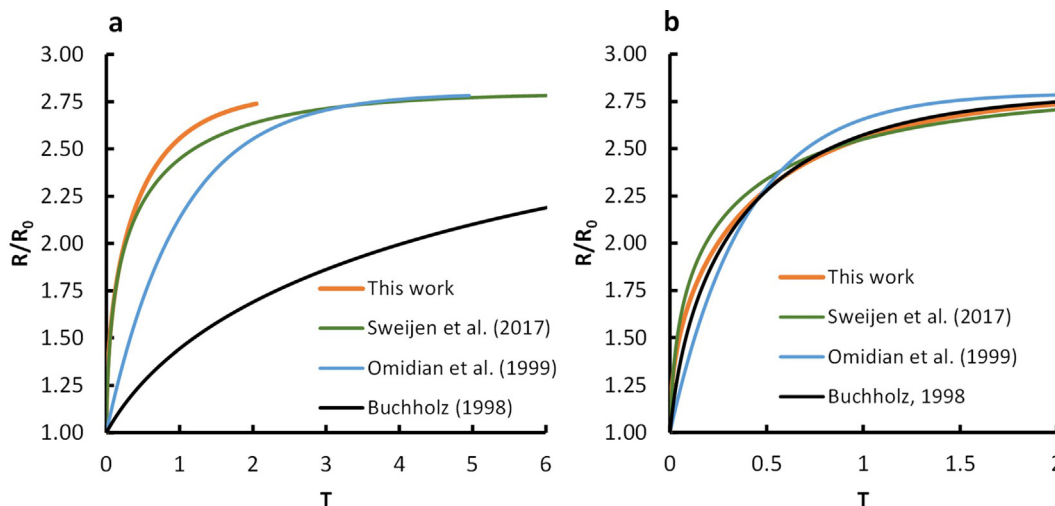 a
3.00
2.75
2.50
2.25
2.00
1.75
1.50
1.25
1.00
R/R0
0 1 2 3 4 5 6
T
This work
Sweijen et al. (2017)
Omidian et al. (1999)
Buchholz (1998)
b
3.00
2.75
2.50
2.25
2.00
1.75
1.50
1.25
1.00
R/R0
0 0.5 1 1.5 2
T
This work
Sweijen et al. (2017)
Omidian et al. (1999)
Buchholz, 1998